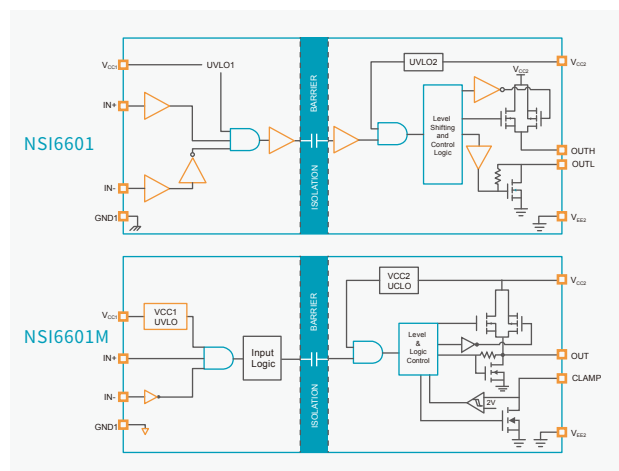 NSI6601
VCC1
UVLO1
IN+
IN-
GND1
BARRIER
ISOLATION
UVLO2
VCC2
VCC2
Level
Shifting
and
Control
Logic
OUTH
OUTL
VEE2
NSI6601M
VCC1
VCC1
UVLO
IN+
IN-
GND1
Input
Logic
BARRIER
ISOLATION
VCC2
UCLO
VCC2
Level
&
Logic
Control
OUT
CLAMP
2V
VEE2